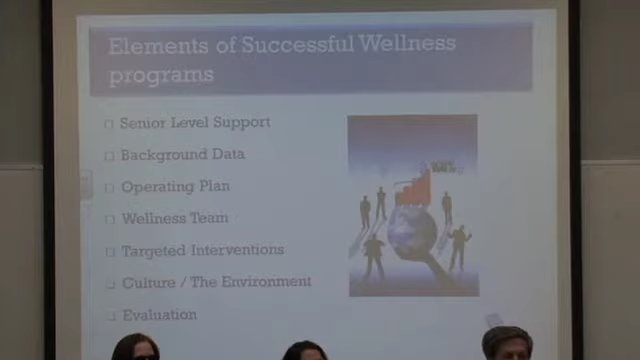 Elements of Successful Wellness
programs
Senior Level Support
Background Data
Operating Plan
Wellness Team
Targeted Interventions
Culture / The Environment
Evaluation